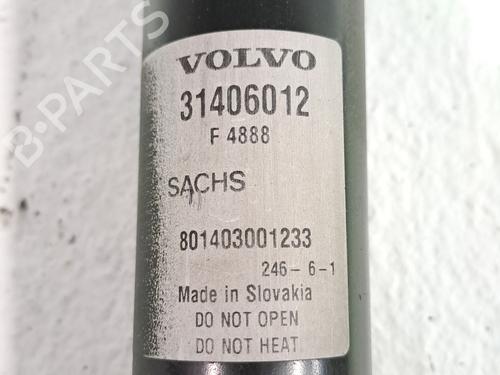 VOLVO
31406012
F 4888
SACHS
801403001233
246-6-1
Made in Slovakia
DO NOT OPEN
DO NOT HEAT
B-PARTS